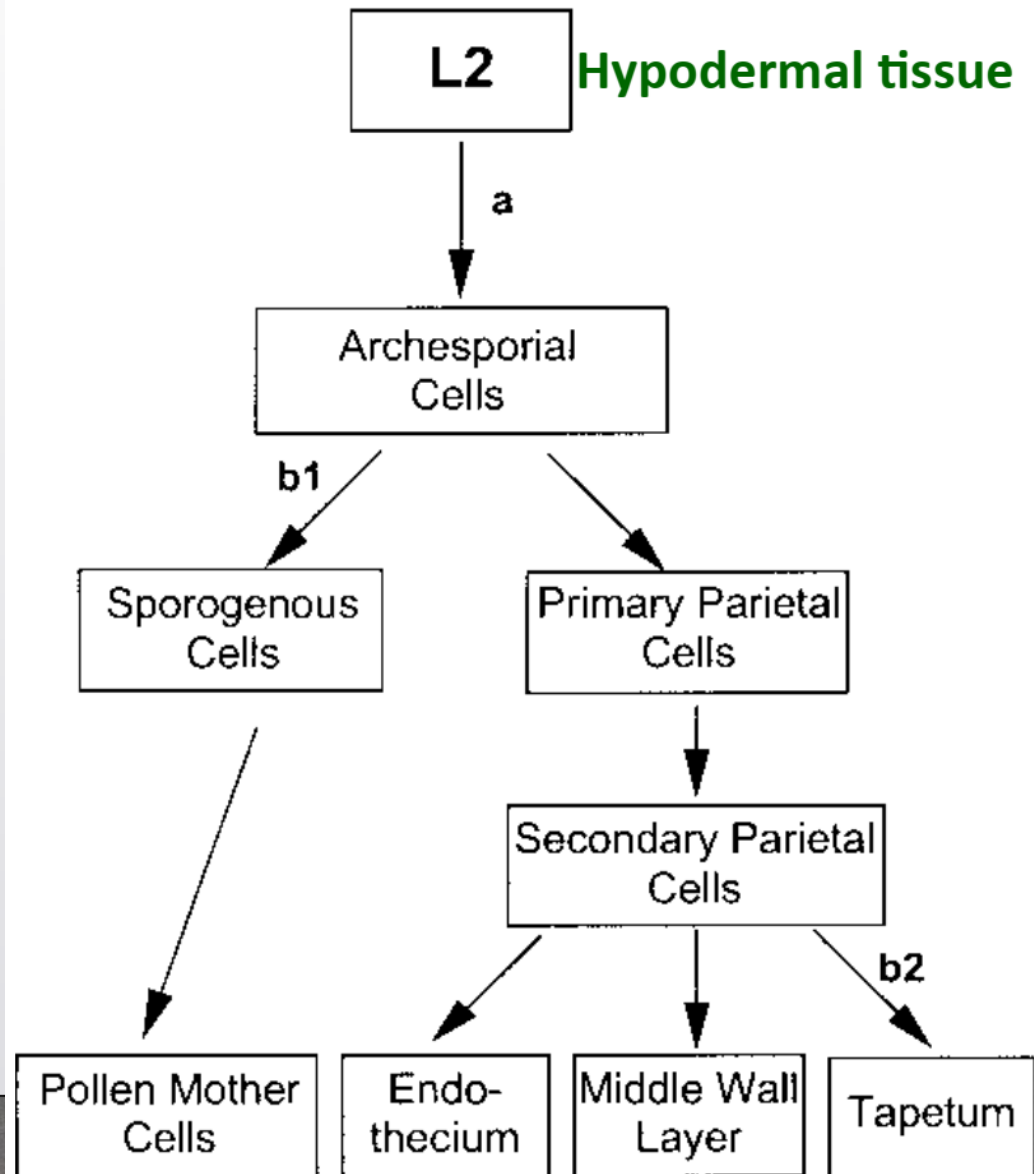 L2
Hypodermal tissue
a
Archesporial
Cells
b1
Sporogenous
Cells
Primary Parietal
Cells
Secondary Parietal
Cells
b2
Pollen Mother
Cells
Endo-
thecium
Middle Wall
Layer
Tapetum